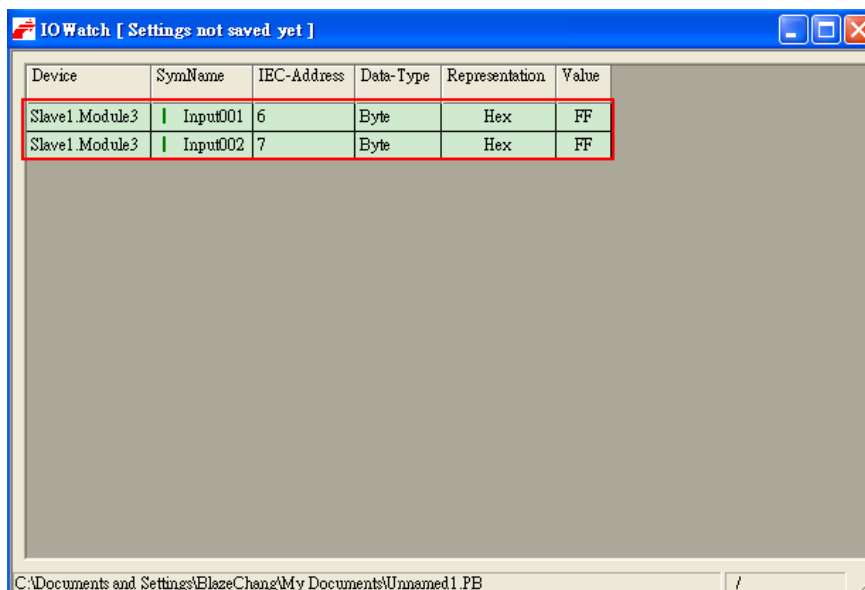 IOWatch [ Settings not saved yet ]
Device SymName IEC-Address Data-Type Representation Value
Slave1.Module3 Input001 6 Byte Hex FF
Slave1.Module3 Input002 7 Byte Hex FF
C:\Documents and Settings\BlazeChang\My Documents\Unnamed1.PB /